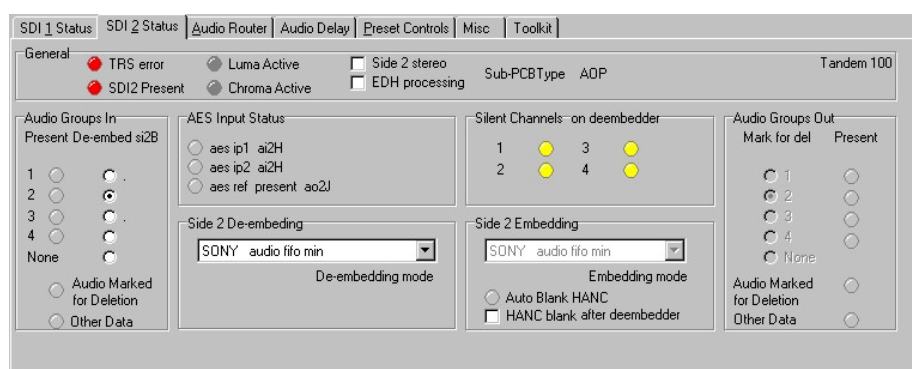 SDI 1 Status SDI 2 Status Audio Router Audio Delay Preset Controls Misc Toolkit
General
TRS error Luma Active Side 2 stereo Sub-PCBType AOP Tandem 100
SDI2 Present Chroma Active EDH processing
Audio Groups In
Present De-embed si2B
1 .
2
3 .
4
None
Audio Marked
for Deletion
Other Data
AES Input Status
aes ip1 ai2H
aes ip2 ai2H
aes ref present ao2J
Side 2 De-embeding
SONY audio fifo min
De-embedding mode
Silent Channels on deembedder
1 3
2 4
Side 2 Embedding
SONY audio fifo min
Embedding mode
Auto Blank HANC
HANC blank after deembedder
Audio Groups Out
Mark for del Present
1
2
3
4
None
Audio Marked
for Deletion
Other Data